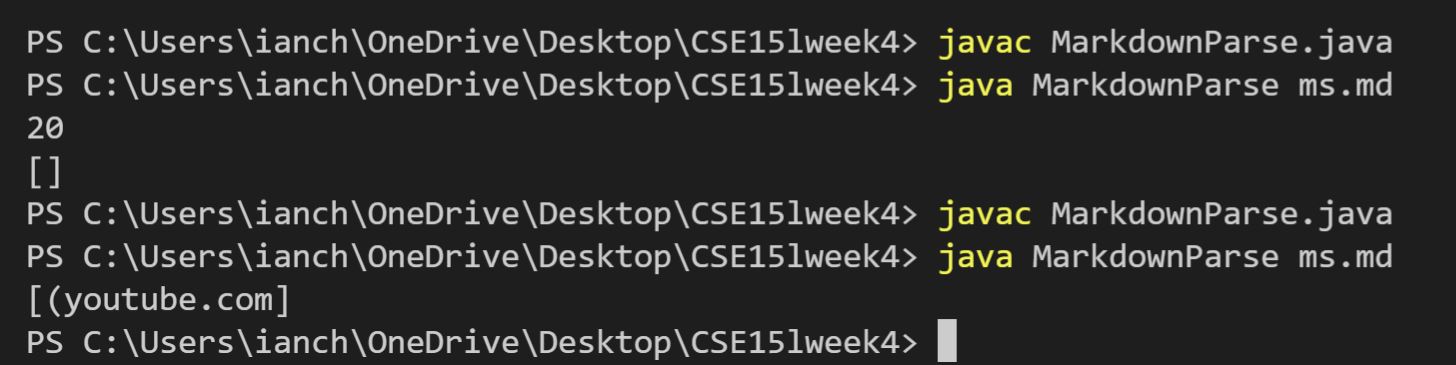 PS C:\Users\ianch\OneDrive\Desktop\CSE15lweek4> javac MarkdownParse.java
PS C:\Users\ianch\OneDrive\Desktop\CSE15lweek4> java MarkdownParse ms.md
20
[]
PS C:\Users\ianch\OneDrive\Desktop\CSE15lweek4> javac MarkdownParse.java
PS C:\Users\ianch\OneDrive\Desktop\CSE15lweek4> java MarkdownParse ms.md
[(youtube.com]
PS C:\Users\ianch\OneDrive\Desktop\CSE15lweek4>